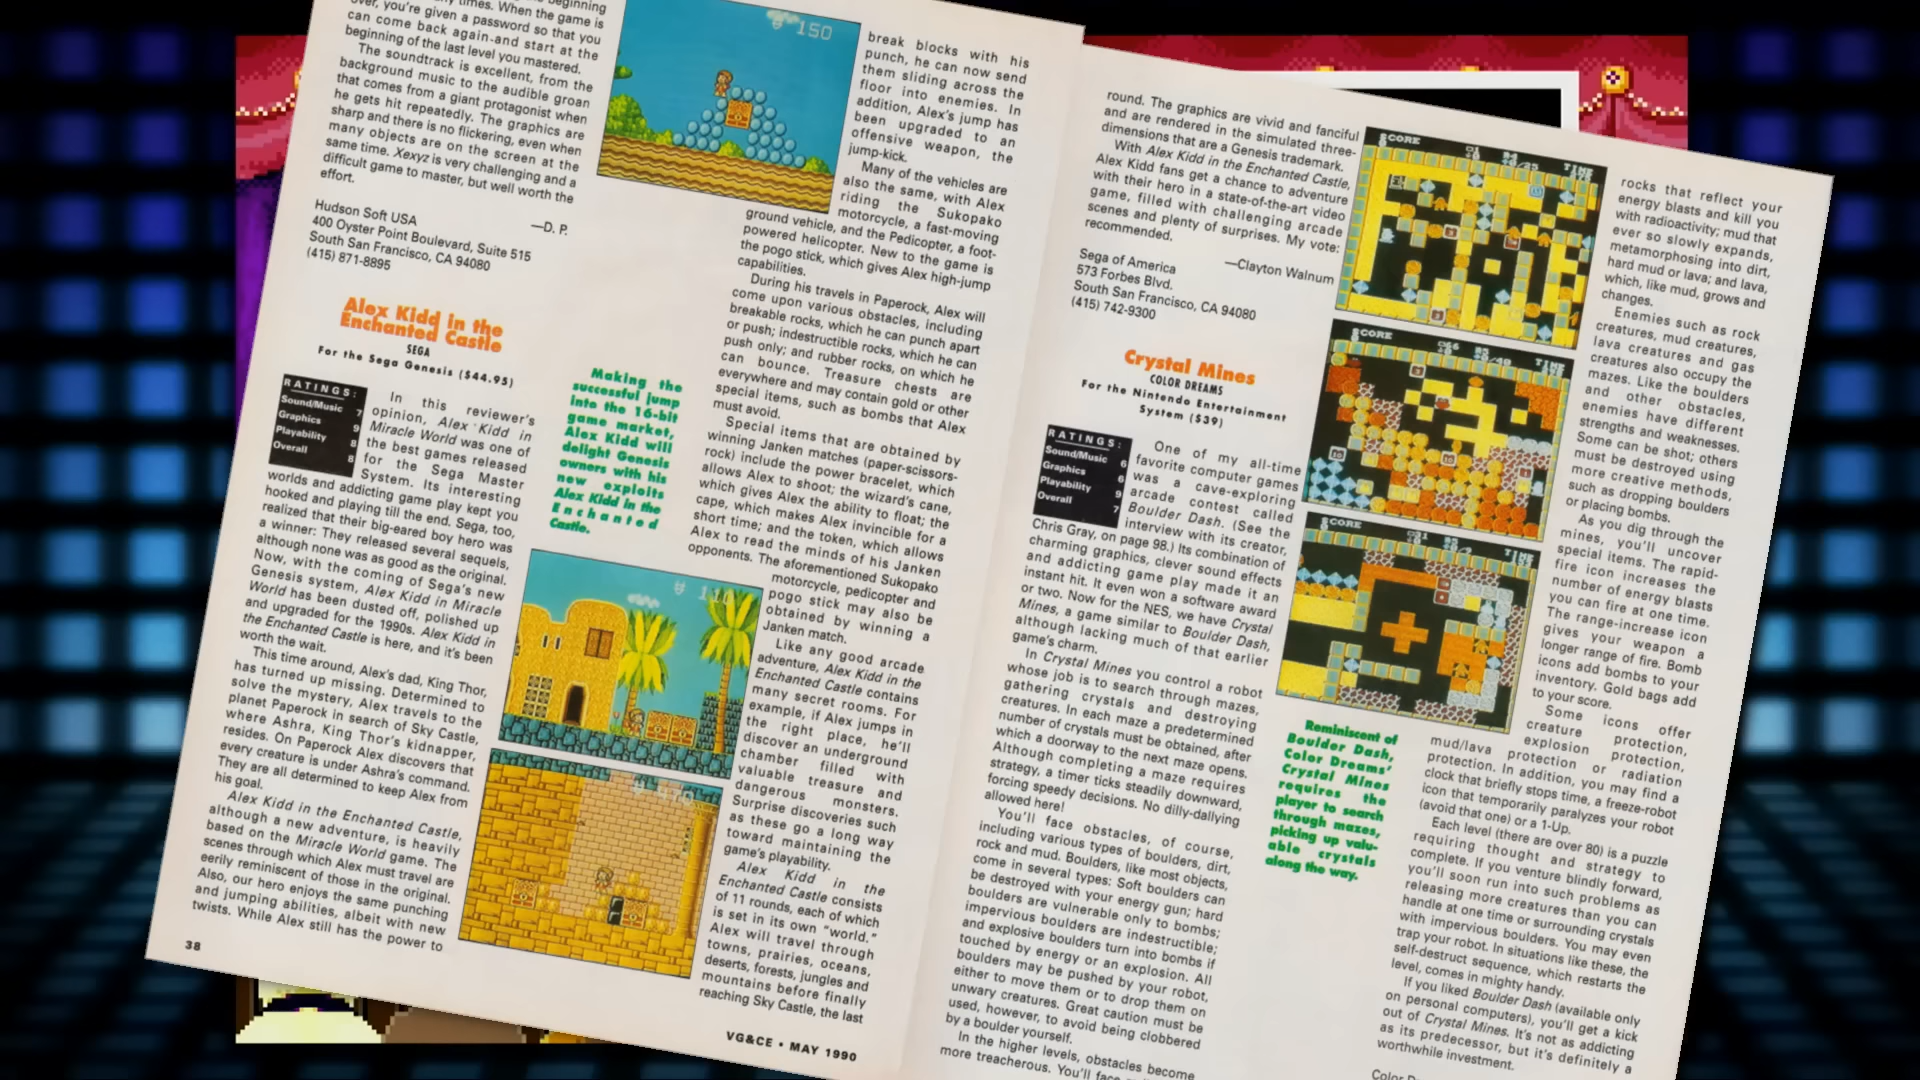 beginning
times. When the game is
over, you're given a password so that you
can come back again and start at the
beginning of the last level you mastered.
The soundtrack is excellent, from the
background music to the audible groan
that comes from a giant protagonist when
he gets hit repeatedly. The graphics are
sharp and there is no flickering, even when
many objects are on the screen at the
same time. Xexyz is very challenging and a
difficult game to master, but well worth the
effort.
—D. P.
Hudson Soft USA
400 Oyster Point Boulevard, Suite 515
South San Francisco, CA 94080
(415) 871-8895
Alex Kidd in the
Enchanted Castle
SEGA
For the Sega Genesis ($44.95)
RATINGS:
Sound/Music 7
Graphics 9
Playability 8
Overall 8
In this reviewer's
opinion, Alex Kidd in
Miracle World was one of
the best games released
for the Sega Master
System. Its interesting
worlds and addicting game play kept you
hooked and playing till the end. Sega, too,
realized that their big-eared boy hero was
a winner: They released several sequels,
although none was as good as the original.
Now, with the coming of Sega's new
Genesis system, Alex Kidd in Miracle
World has been dusted off, polished up
and upgraded for the 1990s. Alex Kidd in
the Enchanted Castle is here, and it's been
worth the wait.
This time around, Alex's dad, King Thor,
has turned up missing. Determined to
solve the mystery, Alex travels to the
planet Paperock in search of Sky Castle,
where Ashra, King Thor's kidnapper,
resides. On Paperock Alex discovers that
every creature is under Ashra's command.
They are all determined to keep Alex from
his goal.
Alex Kidd in the Enchanted Castle,
although a new adventure, is heavily
based on the Miracle World game. The
scenes through which Alex must travel are
eerily reminiscent of those in the original.
Also, our hero enjoys the same punching
and jumping abilities, albeit with new
twists. While Alex still has the power to
38
150
Making the
successful jump
into the 16-bit
game market,
Alex Kidd will
delight Genesis
owners with his
new exploits
Alex Kidd in the
Enchanted
Castle.
break blocks with his
punch, he can now send
them sliding across the
floor into enemies. In
addition, Alex's jump has
been upgraded to an
offensive weapon, the
jump-kick.
Many of the vehicles are
also the same, with Alex
riding the Sukopako
motorcycle, a fast-moving
ground vehicle, and the Pedicopter, a foot-
powered helicopter. New to the game is
the pogo stick, which gives Alex high-jump
capabilities.
During his travels in Paperock, Alex will
come upon various obstacles, including
breakable rocks, which he can punch apart
or push; indestructible rocks, which he can
push only; and rubber rocks, on which he
can bounce. Treasure chests are
everywhere and may contain gold or other
special items, such as bombs that Alex
must avoid.
Special items that are obtained by
winning Janken matches (paper-scissors-
rock) include the power bracelet, which
allows Alex to shoot; the wizard's cane,
which gives Alex the ability to float; the
cape, which makes Alex invincible for a
short time; and the token, which allows
Alex to read the minds of his Janken
opponents. The aforementioned Sukopako
motorcycle, pedicopter and
pogo stick may also be
obtained by winning a
Janken match.
Like any good arcade
adventure, Alex Kidd in the
Enchanted Castle contains
many secret rooms. For
example, if Alex jumps in
the right place, he'll
discover an underground
chamber filled with
valuable treasure and
dangerous monsters.
Surprise discoveries such
as these go a long way
toward maintaining the
game's playability.
Alex Kidd in the
Enchanted Castle consists
of 11 rounds, each of which
is set in its own "world."
Alex will travel through
towns, prairies, oceans,
deserts, forests, jungles and
mountains before finally
reaching Sky Castle, the last
VG&CE • MAY 1990
round. The graphics are vivid and fanciful
and are rendered in the simulated three-
dimensions that are a Genesis trademark.
With Alex Kidd in the Enchanted Castle,
Alex Kidd fans get a chance to adventure
with their hero in a state-of-the-art video
game, filled with challenging arcade
scenes and plenty of surprises. My vote:
recommended.
—Clayton Walnum
Sega of America
573 Forbes Blvd.
South San Francisco, CA 94080
(415) 742-9300
Crystal Mines
COLOR DREAMS
For the Nintendo Entertainment
System ($39)
RATINGS:
Sound/Music 6
Graphics 6
Playability 9
Overall 7
One of my all-time
favorite computer games
was a cave-exploring
arcade contest called
Boulder Dash. (See the
interview with its creator,
Chris Gray, on page 98.) Its combination of
charming graphics, clever sound effects
and addicting game play made it an
instant hit. It even won a software award
or two. Now for the NES, we have Crystal
Mines, a game similar to Boulder Dash,
although lacking much of that earlier
game's charm.
In Crystal Mines you control a robot
whose job is to search through mazes,
gathering crystals and destroying
creatures. In each maze a predetermined
number of crystals must be obtained, after
which a doorway to the next maze opens.
Although completing a maze requires
strategy, a timer ticks steadily downward,
forcing speedy decisions. No dilly-dallying
allowed here!
You'll face obstacles, of course,
including various types of boulders, dirt,
rock and mud. Boulders, like most objects,
come in several types: Soft boulders can
be destroyed with your energy gun; hard
boulders are vulnerable only to bombs;
impervious boulders are indestructible;
and explosive boulders turn into bombs if
touched by energy or an explosion. All
boulders may be pushed by your robot,
either to move them or to drop them on
unwary creatures. Great caution must be
used, however, to avoid being clobbered
by a boulder yourself.
In the higher levels, obstacles become
more treacherous. You'll face
SCORE
TIME
SCORE
TIME
SCORE
TIME
Reminiscent of
Boulder Dash,
Color Dreams'
Crystal Mines
requires the
player to search
through mazes,
picking up valu-
able crystals
along the way.
rocks that reflect your
energy blasts and kill you
with radioactivity; mud that
ever so slowly expands,
metamorphosing into dirt,
hard mud or lava; and lava,
which, like mud, grows and
changes.
Enemies such as rock
creatures, mud creatures,
lava creatures and gas
creatures also occupy the
mazes. Like the boulders
and other obstacles,
enemies have different
strengths and weaknesses.
Some can be shot; others
must be destroyed using
more creative methods,
such as dropping boulders
or placing bombs.
As you dig through the
mines, you'll uncover
special items. The rapid-
fire icon increases the
number of energy blasts
you can fire at one time.
The range-increase icon
gives your weapon a
longer range of fire. Bomb
icons add bombs to your
inventory. Gold bags add
to your score.
Some icons offer
creature protection,
explosion protection,
mud/lava protection or radiation
protection. In addition, you may find a
clock that briefly stops time, a freeze-robot
icon that temporarily paralyzes your robot
(avoid that one) or a 1-Up.
Each level (there are over 80) is a puzzle
requiring thought and strategy to
complete. If you venture blindly forward,
you'll soon run into such problems as
releasing more creatures than you can
handle at one time or surrounding crystals
with impervious boulders. You may even
trap your robot. In situations like these, the
self-destruct sequence, which restarts the
level, comes in mighty handy.
If you liked Boulder Dash (available only
on personal computers), you'll get a kick
out of Crystal Mines. It's not as addicting
as its predecessor, but it's definitely a
worthwhile investment.